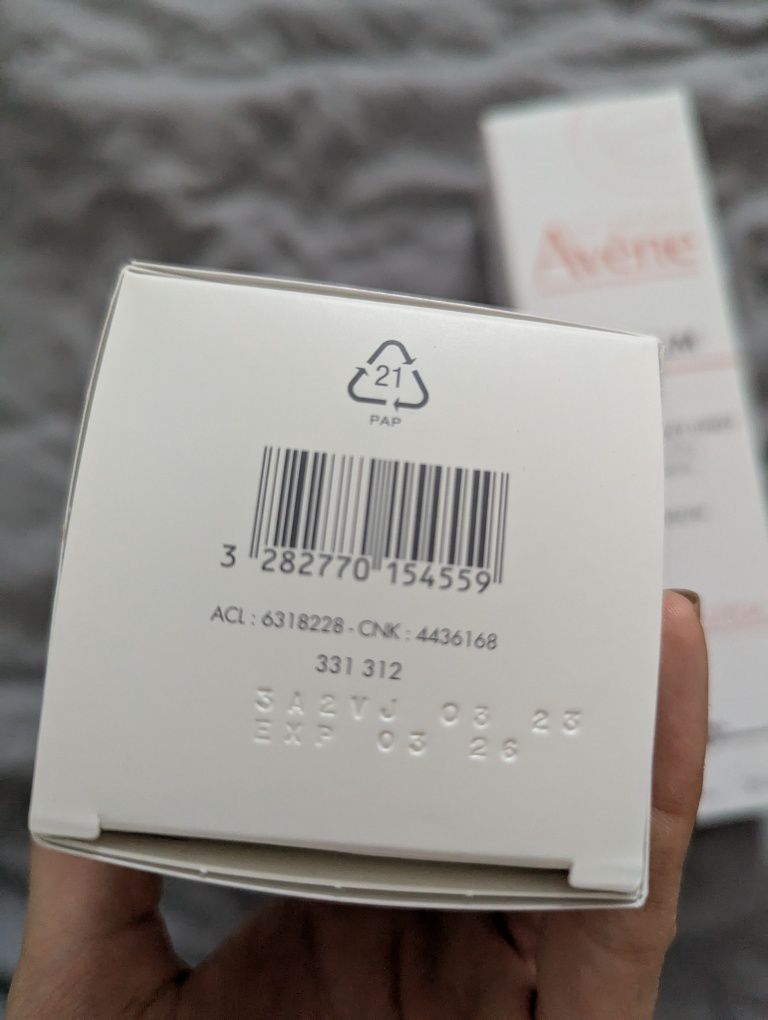 21
PAP
3 282770 154559
ACL : 6318228 - CNK : 4436168
331 312
3A2VJ 03 23
EXP 03 26
Avène